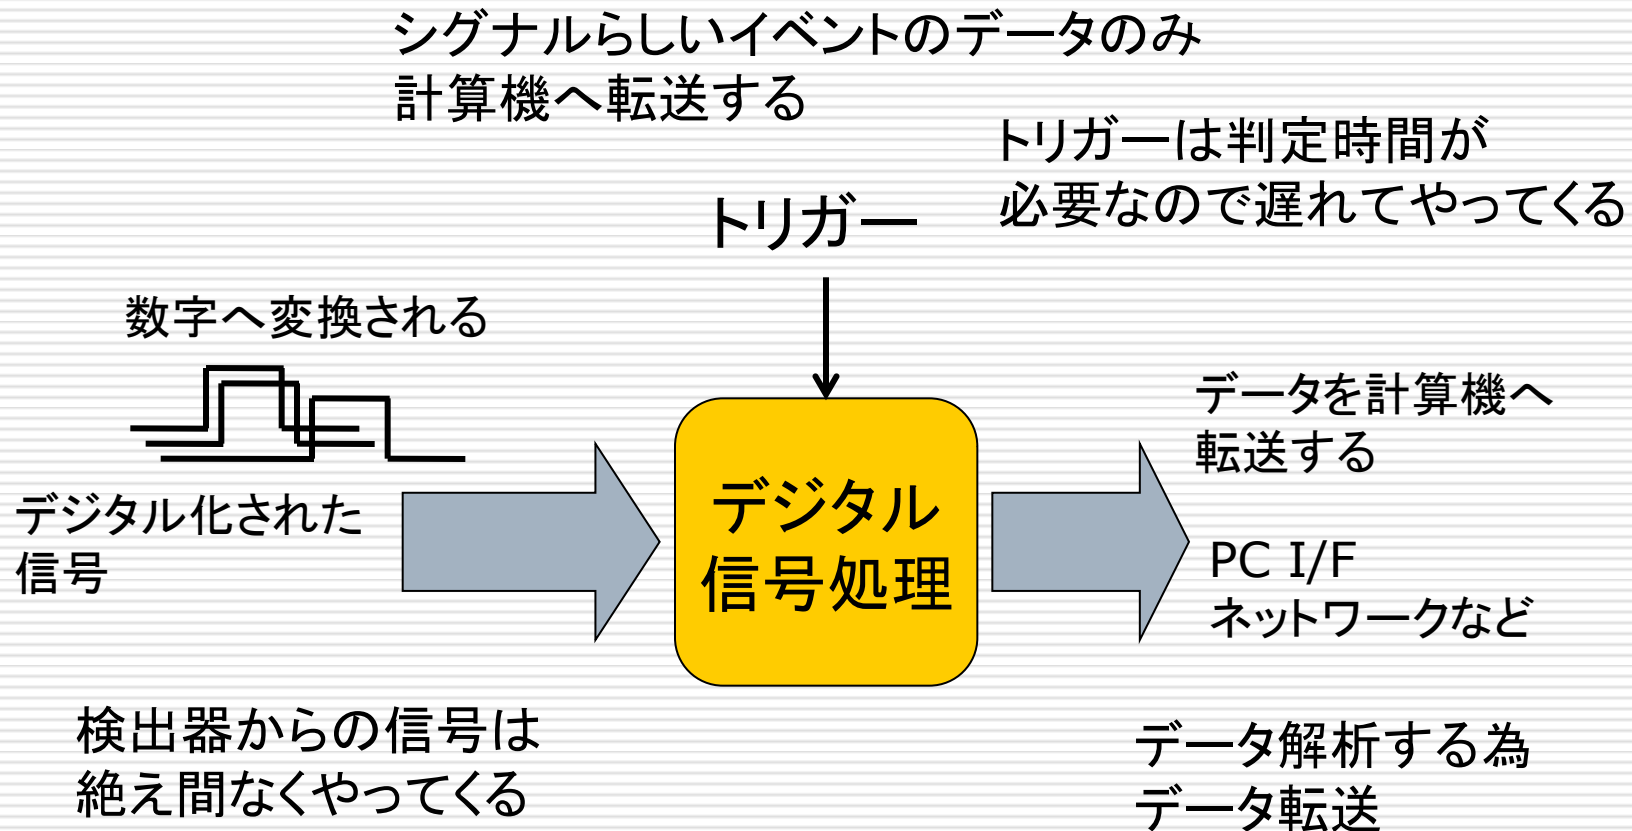 シグナルらしいイベントのデータのみ
計算機へ転送する
トリガーは判定時間が
必要なので遅れてやってくる
トリガー
数字へ変換される
デジタル化された
信号
デジタル
信号処理
データを計算機へ
転送する
PC I/F
ネットワークなど
検出器からの信号は
絶え間なくやってくる
データ解析する為
データ転送